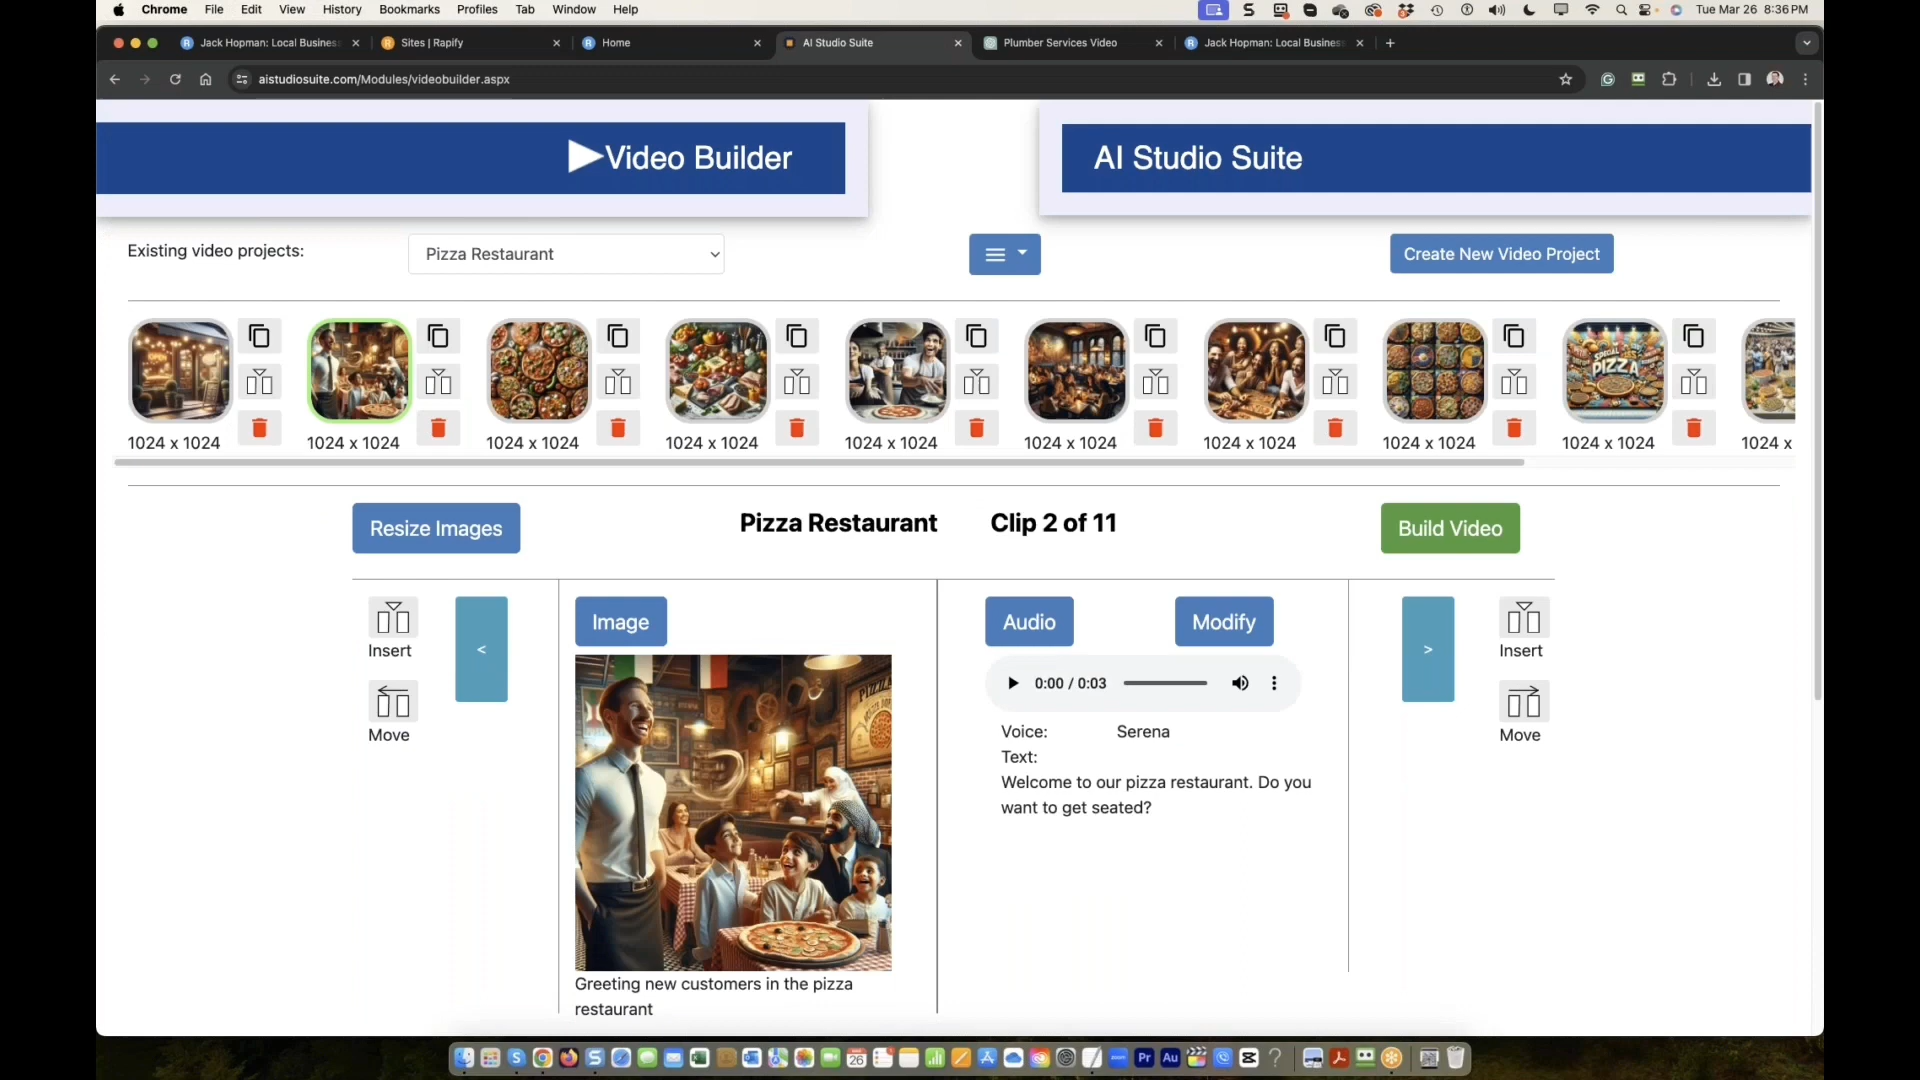 Chrome File Edit View History Bookmarks Profiles Tab Window Help Tue Mar 26 8:36 PM
Jack Hopman: Local Business Sites | Rapify Home AI Studio Suite Plumber Services Video Jack Hopman: Local Business
aistudiosuite.com/Modules/videobuilder.aspx
Video Builder AI Studio Suite
Existing video projects: Pizza Restaurant Create New Video Project
SPECIAL
PIZZA
1024 x 1024 1024 x 1024 1024 x 1024 1024 x 1024 1024 x 1024 1024 x 1024 1024 x 1024 1024 x 1024 1024 x 1024 1024 x
Resize Images Pizza Restaurant Clip 2 of 11 Build Video
Image Audio Modify
Insert < > Insert
0:00 / 0:03
Move Voice: Serena Move
Text:
Welcome to our pizza restaurant. Do you
want to get seated?
Greeting new customers in the pizza
restaurant